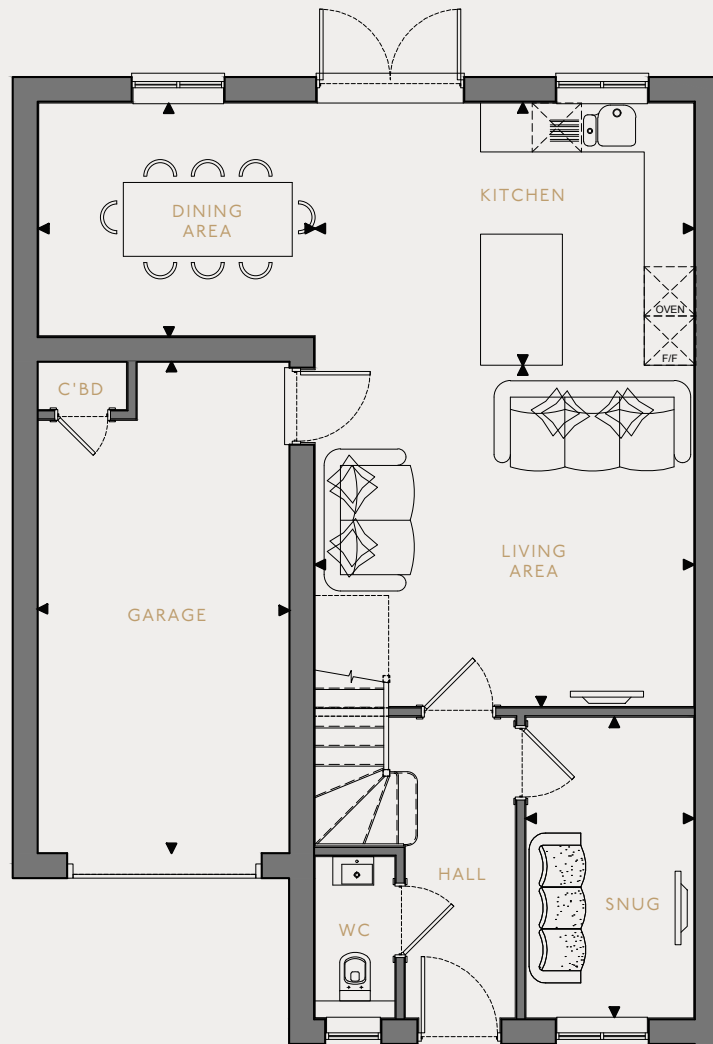 DINING
AREA
KITCHEN
OVEN
F/F
C'BD
LIVING
AREA
GARAGE
HALL
SNUG
WC